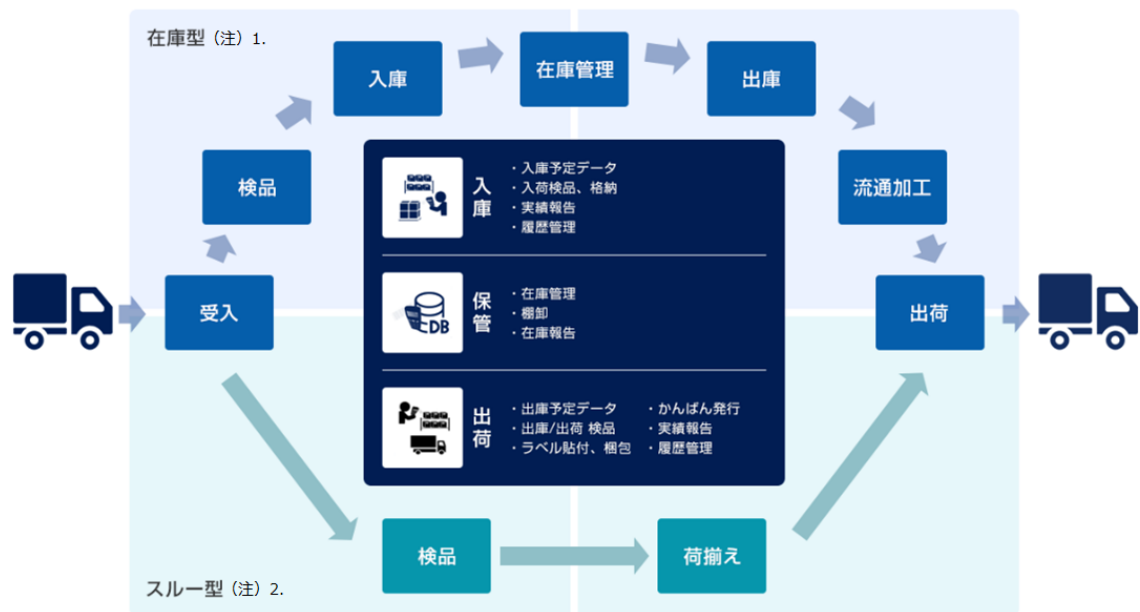 在庫型（注）1.
入庫
在庫管理
出庫
検品
流通加工
受入
出荷
入庫
・入庫予定データ
・入荷検品、格納
・実績報告
・履歴管理
保管
・在庫管理
・棚卸
・在庫報告
DB
出荷
・出庫予定データ
・出庫/出荷 検品
・ラベル貼付、梱包
・かんばん発行
・実績報告
・履歴管理
検品
荷揃え
スルー型（注）2.